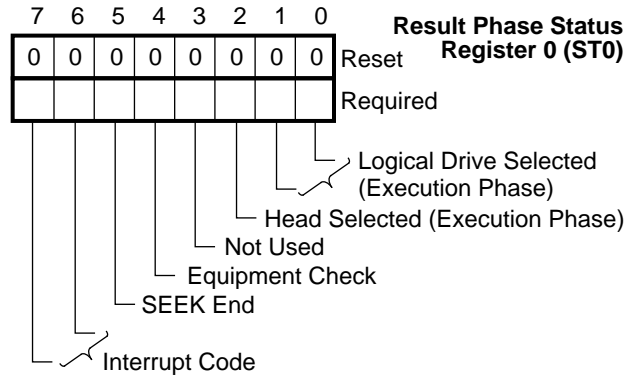 7 6 5 4 3 2 1 0
Result Phase Status
Register 0 (ST0)
0 0 0 0 0 0 0 0 Reset
Required
Logical Drive Selected
(Execution Phase)
Head Selected (Execution Phase)
Not Used
Equipment Check
SEEK End
Interrupt Code